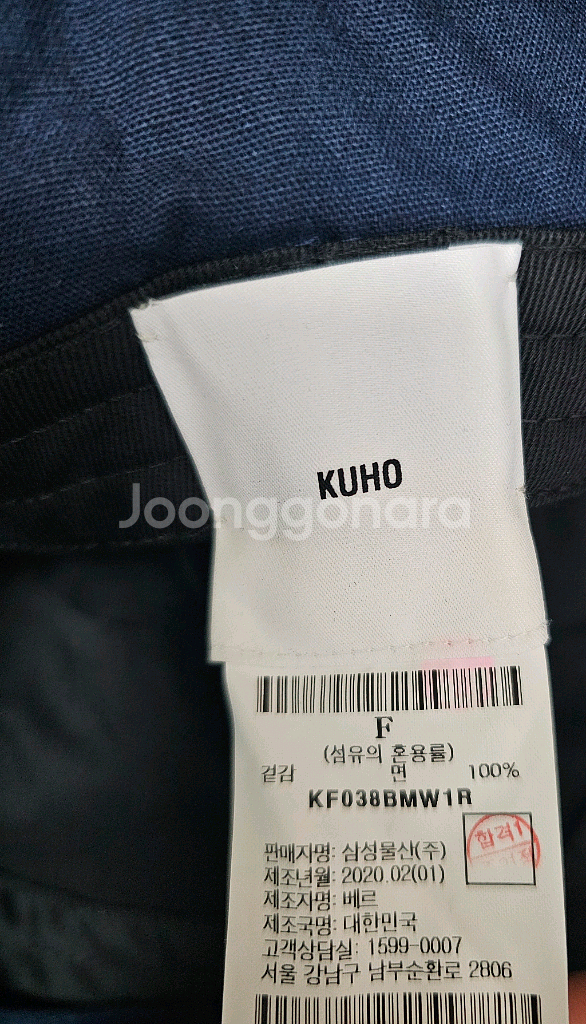 KUHO
Joonggonara
F
(섬유의 혼용률)
겉감 면 100%
KF038BMW1R
합격1
판매자명: 삼성물산(주)
제조년월: 2020.02(01)
제조자명: 베르
제조국명: 대한민국
고객상담실: 1599-0007
서울 강남구 남부순환로 2806